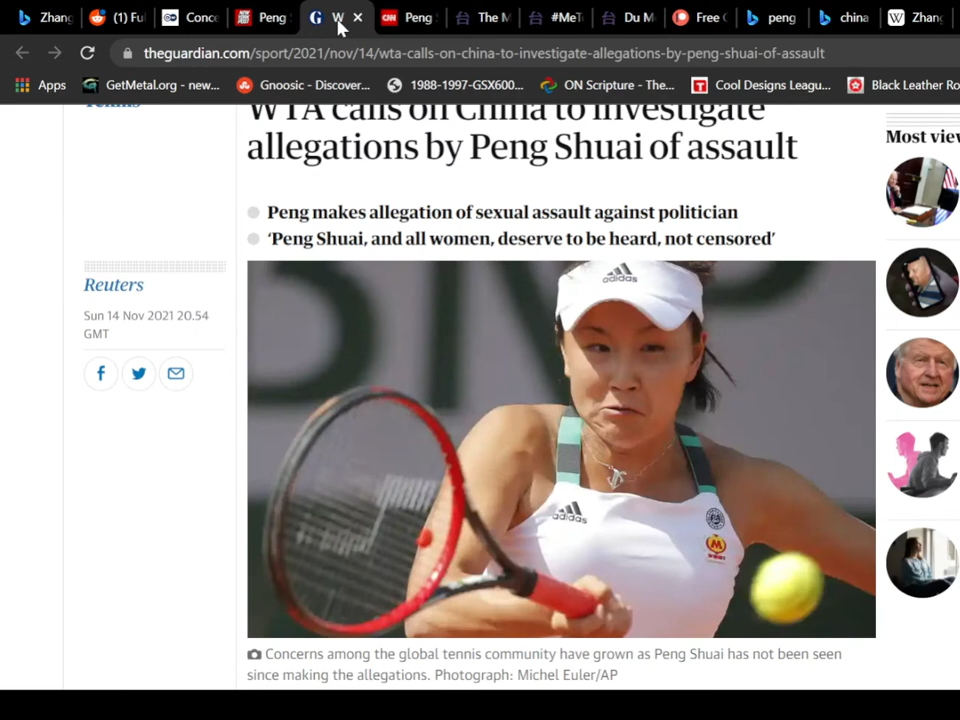 Zhang
(1) Fu
Conce
Peng
W
Peng
The M
#MeT
Du M
Free C
peng
china
Zhang
theguardian.com/sport/2021/nov/14/wta-calls-on-china-to-investigate-allegations-by-peng-shuai-of-assault
Apps
GetMetal.org - new...
Gnoosic - Discover...
1988-1997-GSX600...
ON Scripture - The...
Cool Designs Leagu...
Black Leather Ro
Tennis
WTA calls on China to investigate
allegations by Peng Shuai of assault
Most view
Peng makes allegation of sexual assault against politician
‘Peng Shuai, and all women, deserve to be heard, not censored’
Reuters
Sun 14 Nov 2021 20.54
GMT
adidas
adidas
Concerns among the global tennis community have grown as Peng Shuai has not been seen
since making the allegations. Photograph: Michel Euler/AP